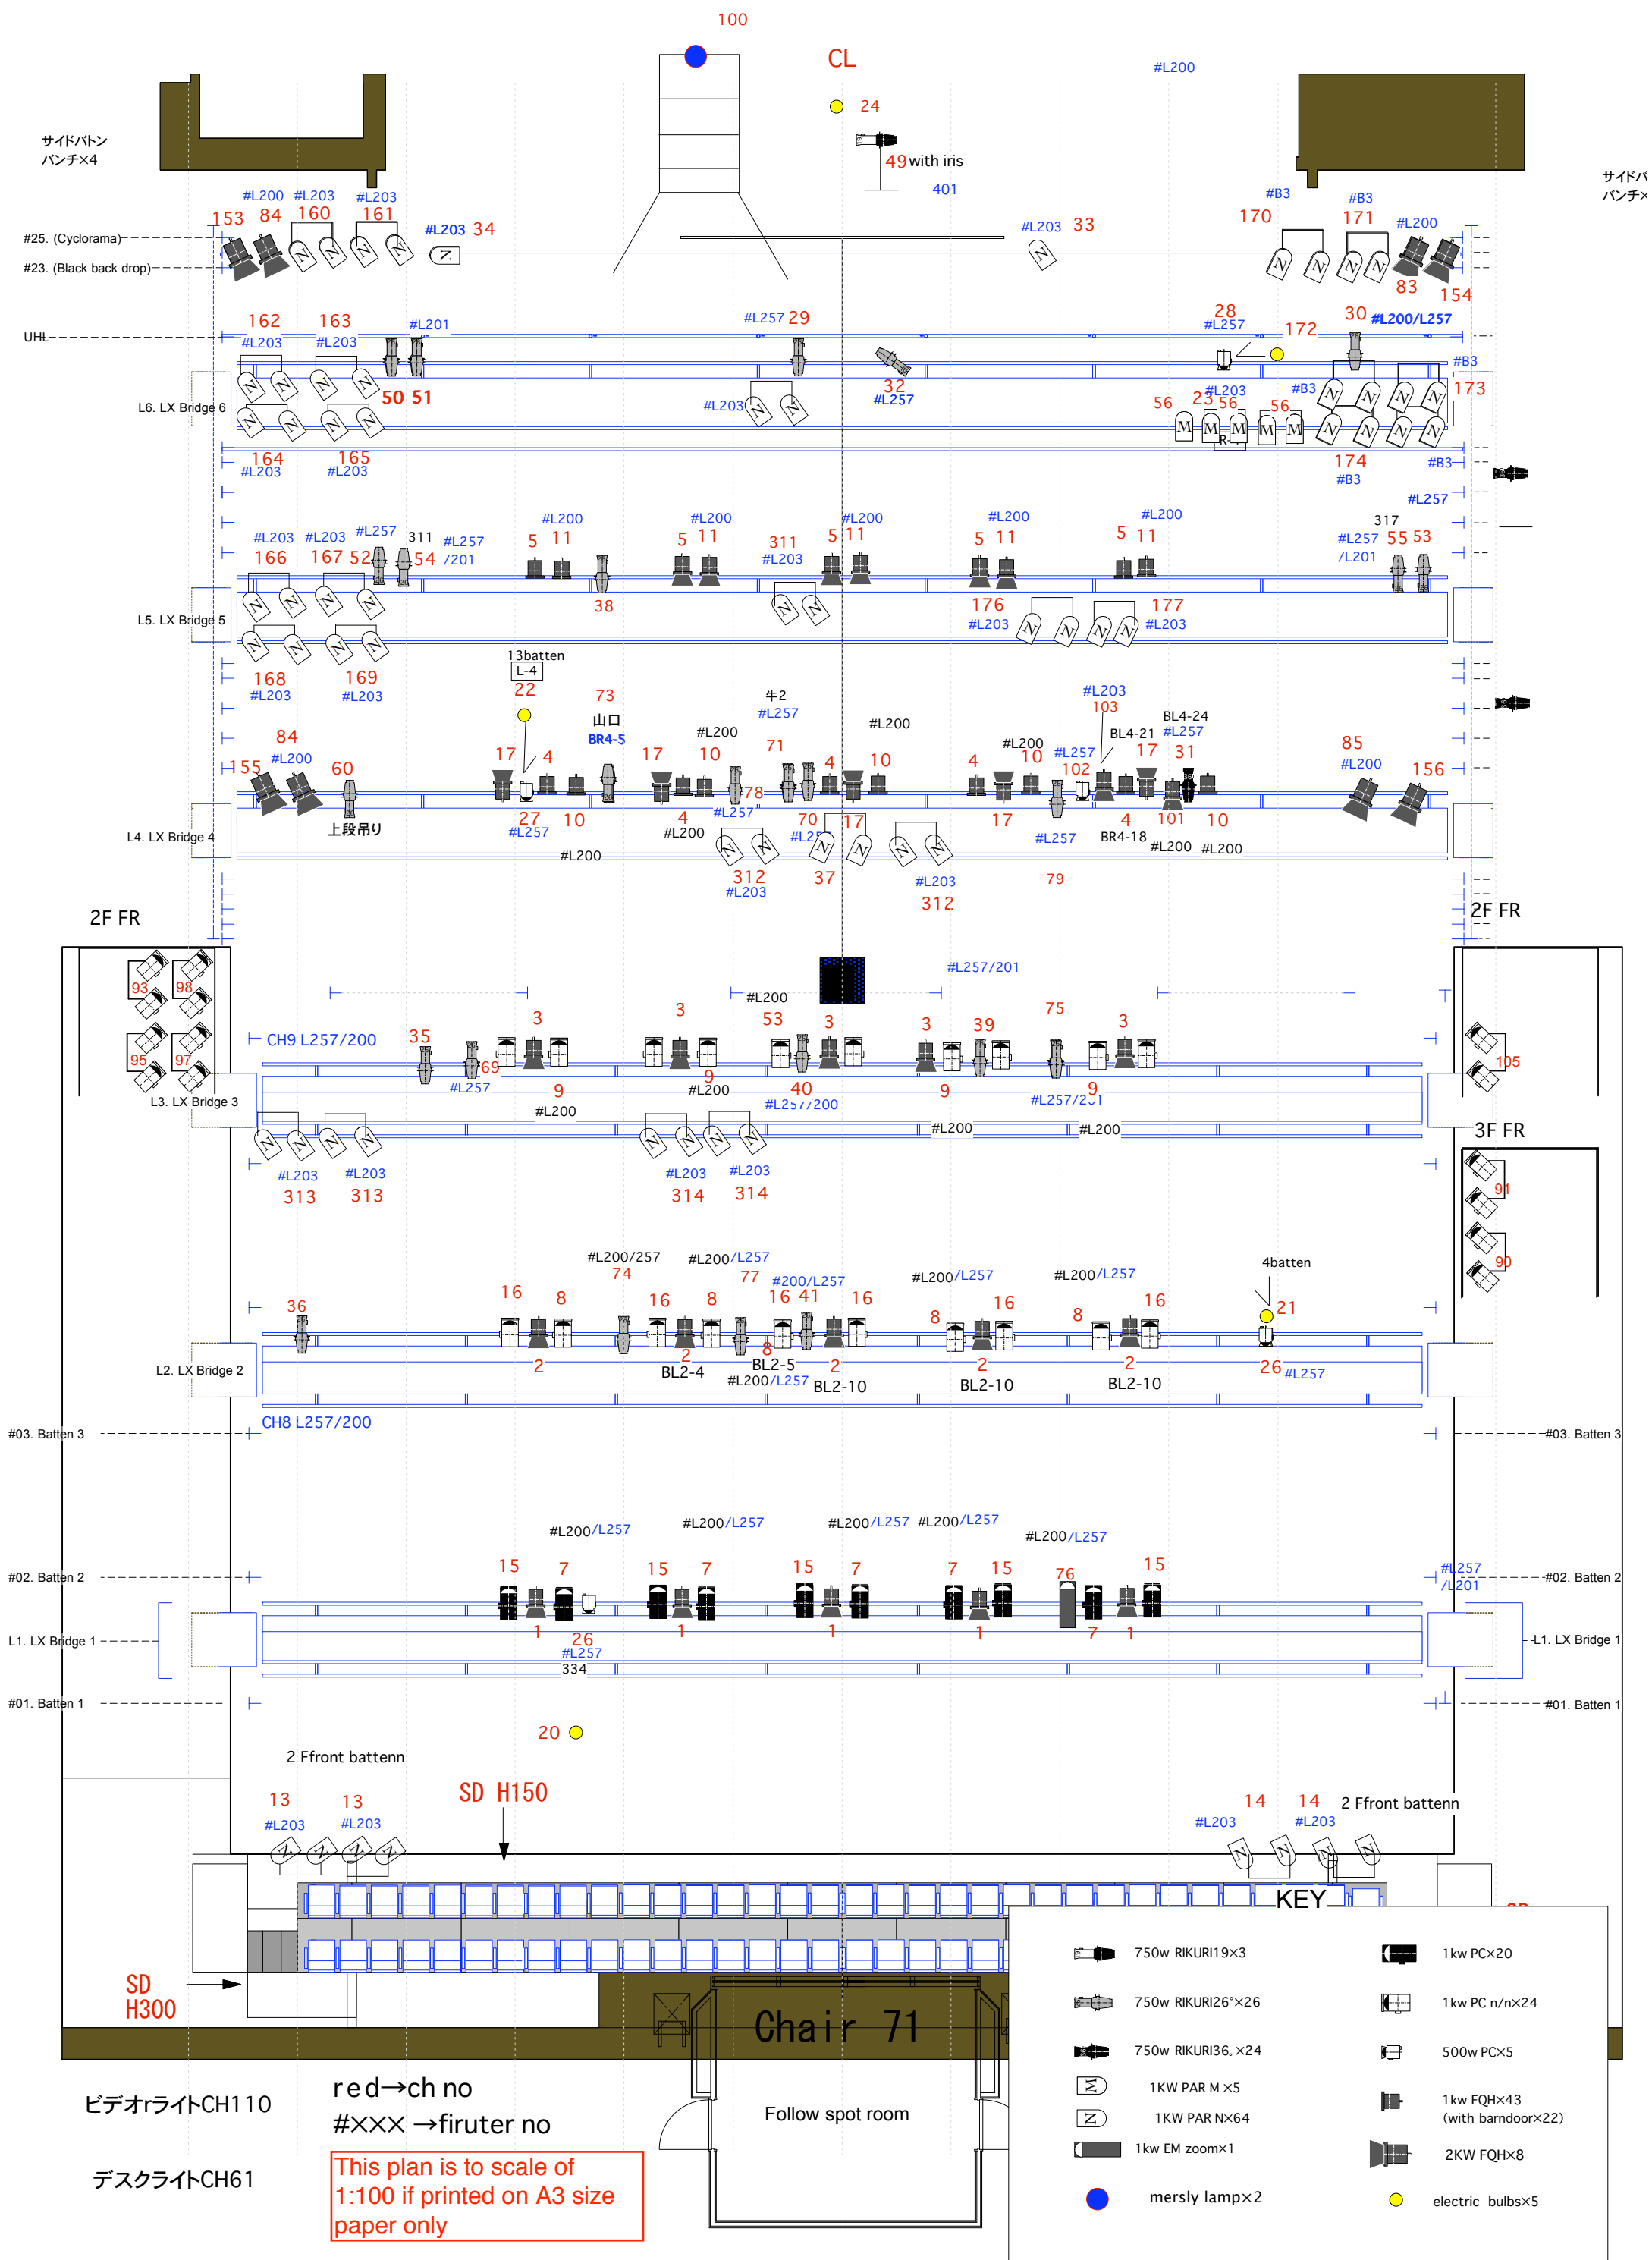 100
CL
#L200
24
サイドバトン
バンチ×4
49 with iris
401
サイドバ
バンチ×
#L200 #L203 #L203
153 84 160 161
#L203 34
#L203 33
#B3 #B3
170 171 #L200
#25. (Cyclorama)
#23. (Black back drop)
83
154
162 163 #L201
#L203 #L203
#L257 29
28
#L257 172
30 #L200/L257
UHL
#B3
50 51
32
#L257
#L203
#L203
#B3 173
L6. LX Bridge 6
56 23 56 56
N N N N
M M M M M
164 165
#L203 #L203
174 #B3
#B3
#L257
#L203 #L203 #L257 311 #L257
/201
166 167 52 54
#L200 #L200 #L200 #L200 #L200
5 11 5 11 5 11 5 11 5 11
311
#L203
317
#L257
/L201
55 53
38
176 177
#L203 #L203
L5. LX Bridge 5
168 169
#L203 #L203
13batten
L-4
22
73
山口
BR4-5
牛2
#L257
#L200
#L200
#L203
103
BL4-24
BL4-21 #L257
84
#L200
155 60
17 4 17 10 71 4 10
#L200
4 10 #L257 102 17 31
85
#L200 156
上段吊り
27
#L257 10
4
#L200
78
#L257
70 17
17
#L257
4
BR4-18
101 10
#L200 #L200
L4. LX Bridge 4
#L200
312
#L203
37
#L203
312
79
2F FR
2F FR
93 98
95 97
#L257/201
#L200
CH9 L257/200
35 69 3 3 53 3 3 39 75 3
105
#L257
9 9 40 9 9
#L200
#L257/200
#L257/201
L3. LX Bridge 3
#L200
#L200 #L200
3F FR
#L203 #L203 #L203 #L203
313 313 314 314
91
90
#L200/257 #L200/L257 #200/L257 #L200/L257 #L200/L257
4batten
36 16 8 74 16 8 77 16 41 16 8 16 8 16 21
L2. LX Bridge 2
2 2 8 2 2 2
BL2-4 BL2-5
#L200/L257
BL2-10 BL2-10 BL2-10
26 #L257
CH8 L257/200
#03. Batten 3
#03. Batten 3
#L200/L257 #L200/L257 #L200/L257 #L200/L257 #L200/L257
15 7 15 7 15 7 7 15 76 15
#02. Batten 2
#L257
/L201
#02. Batten 2
1 26 1 1 1 7 1
#L257
334
L1. LX Bridge 1
L1. LX Bridge 1
#01. Batten 1
#01. Batten 1
20
2 Ffront battenn
SD H150
13 13
#L203 #L203
14 14
#L203 #L203
2 Ffront battenn
KEY
SD
H300
Chair 71
Follow spot room
750w RIKURI19×3
1kw PC×20
750w RIKURI26°×26
1kw PC n/n×24
750w RIKURI36。×24
500w PC×5
M 1KW PAR M ×5
1kw FQH×43
(with barndoor×22)
N 1KW PAR N×64
1kw EM zoom×1
2KW FQH×8
mersly lamp×2
electric bulbs×5
ビデオrライトCH110
red→ch no
#××× →firuter no
デスクライトCH61
This plan is to scale of
1:100 if printed on A3 size
paper only